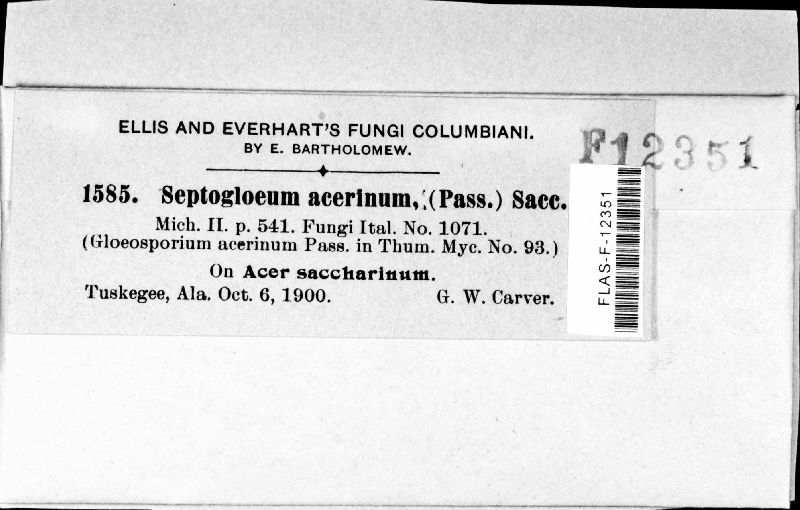 ELLIS AND EVERHART'S FUNGI COLUMBIANI.
BY E. BARTHOLOMEW.
F12351
1585. Septogloeum acerinum, (Pass.) Sacc.
Mich. II. p. 541. Fungi Ital. No. 1071.
(Gloeosporium acerinum Pass. in Thum. Myc. No. 93.)
On Acer saccharinum.
Tuskegee, Ala. Oct. 6, 1900. G. W. Carver.
FLAS-F-12351